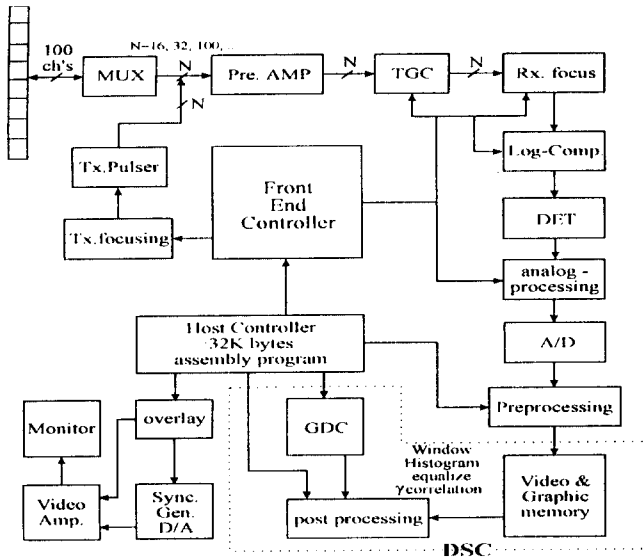 N=16, 32, 100, ..
100
ch's
MUX
N
N
Pre. AMP
N
TGC
N
Rx. focus
Tx.Pulser
Log-Comp
Front
End
Controller
Tx.focusing
DET
analog -
processing
Host Controller
32K bytes
assembly program
A/D
Preprocessing
overlay
GDC
Monitor
Window
Histogram
equalize
γcorrelation
Video
Amp.
Sync.
Gen.
D/A
post processing
Video &
Graphic
memory
DSC